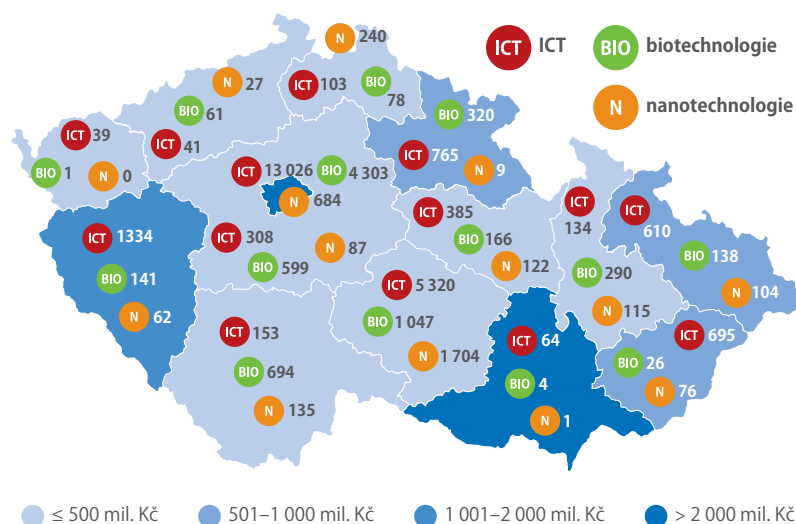 ICT ICT
BIO biotechnologie
N nanotechnologie
N 240
ICT 103
BIO 78
N 27
BIO 61
ICT 41
ICT 39
BIO 1
N 0
BIO 320
ICT 765
N 9
ICT 13 026
BIO 4 303
N 684
ICT 308
BIO 599
N 87
ICT 1334
BIO 141
N 62
ICT 385
BIO 166
N 122
ICT 134
BIO 290
N 115
ICT 610
BIO 138
N 104
ICT 5 320
BIO 1 047
N 1 704
ICT 153
BIO 694
N 135
ICT 64
BIO 4
N 1
ICT 695
BIO 26
N 76
≤ 500 mil. Kč
501–1 000 mil. Kč
1 001–2 000 mil. Kč
> 2 000 mil. Kč